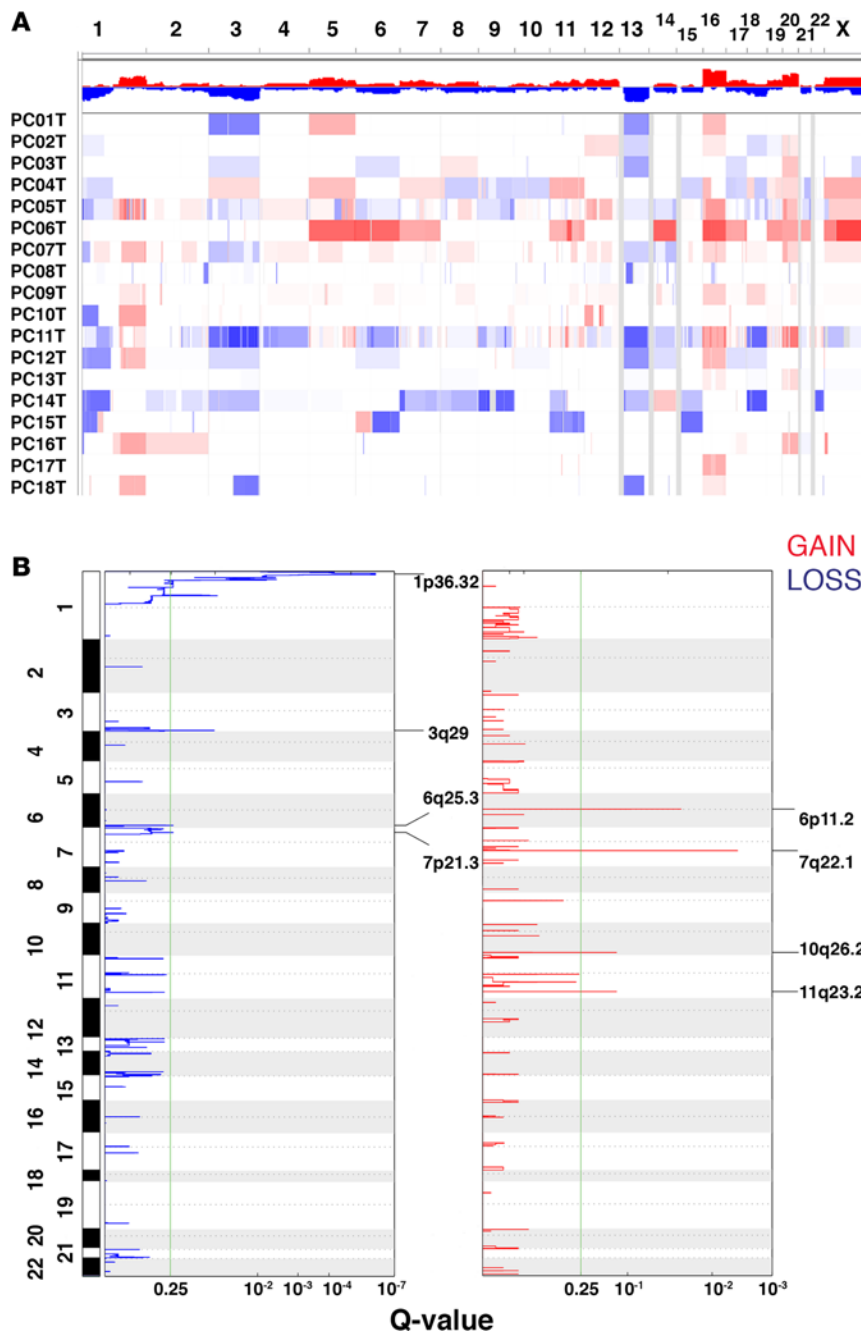 A
1 2 3 4 5 6 7 8 9 10 11 12 13 14 15 16 17 18 19 20 21 22 X
PC01T
PC02T
PC03T
PC04T
PC05T
PC06T
PC07T
PC08T
PC09T
PC10T
PC11T
PC12T
PC13T
PC14T
PC15T
PC16T
PC17T
PC18T
B
GAIN
LOSS
1
2
3
4
5
6
7
8
9
10
11
12
13
14
15
16
17
18
19
20
21
22
1p36.32
3q29
6q25.3
7p21.3
6p11.2
7q22.1
10q26.2
11q23.2
0.25 10-2 10-3 10-4 10-7
0.25 10-1 10-2 10-3
Q-value